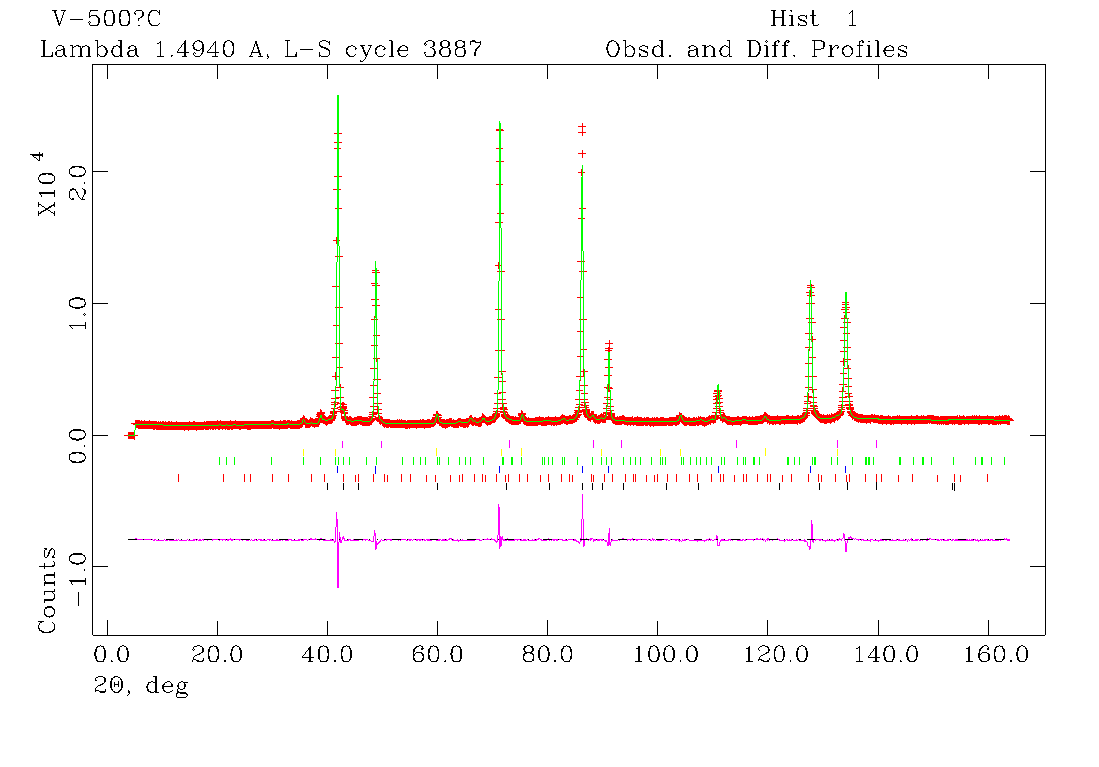 V-500?C Hist 1
Lambda 1.4940 A, L-S cycle 3887 Obsd. and Diff. Profiles
X10 4
2.0
1.0
0.0
-1.0
Counts
0.0 20.0 40.0 60.0 80.0 100.0 120.0 140.0 160.0
2Θ, deg